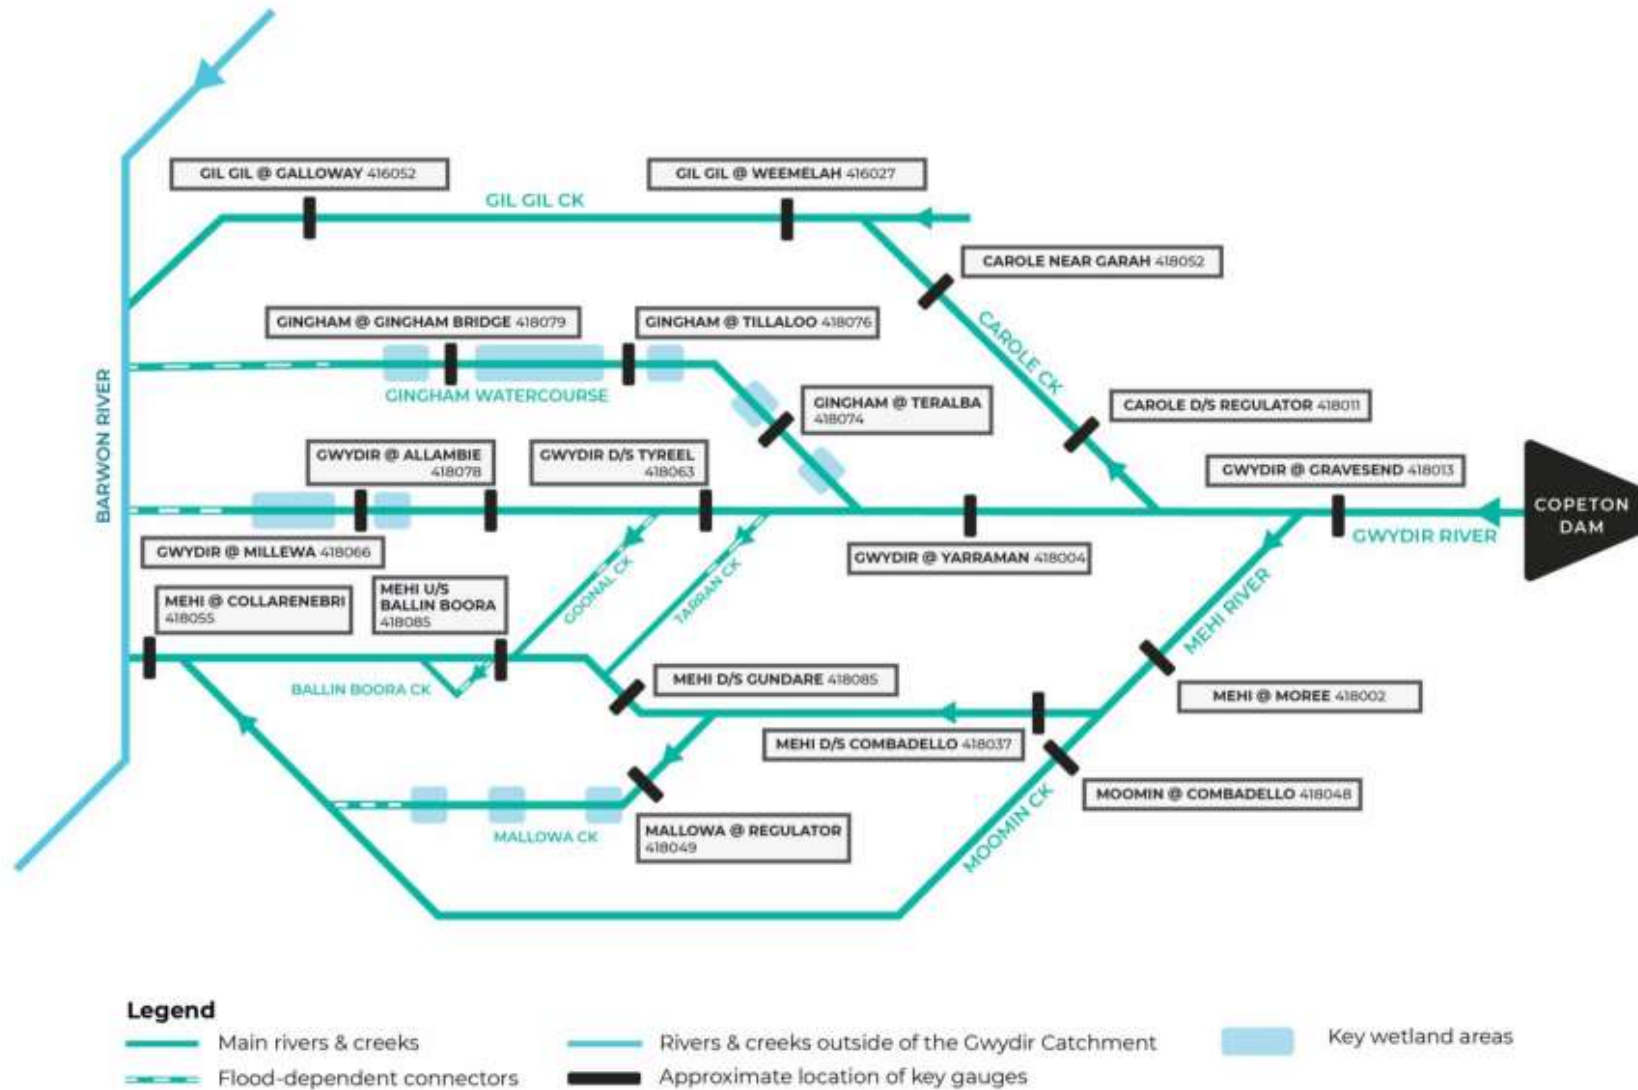 GIL GIL @ GALLOWAY 416052
GIL GIL @ WEEMELAH 416027
GIL GIL CK
CAROLE NEAR GARAH 418052
GINGHAM @ GINGHAM BRIDGE 418079
GINGHAM @ TILLALOO 418076
CAROLE CK
GINGHAM WATERCOURSE
GINGHAM @ TERALBA
418074
CAROLE D/S REGULATOR 418011
BARWON RIVER
GWYDIR @ ALLAMBIE
418078
GWYDIR D/S TYREEL
418063
GWYDIR @ GRAVESEND 418013
COPETON
DAM
GWYDIR RIVER
GWYDIR @ MILLEWA 418066
GWYDIR @ YARRAMAN 418004
MEHI @ COLLARENEBRI
418055
MEHI U/S
BALLIN BOORA
418085
GOONAL CK
TARRAN CK
MEHI RIVER
BALLIN BOORA CK
MEHI D/S GUNDARE 418085
MEHI @ MOREE 418002
MEHI D/S COMBADELLO 418037
MOOMIN @ COMBADELLO 418048
MALLOWA CK
MALLOWA @ REGULATOR
418049
MOOMIN CK
Legend
Main rivers & creeks
Rivers & creeks outside of the Gwydir Catchment
Key wetland areas
Flood-dependent connectors
Approximate location of key gauges